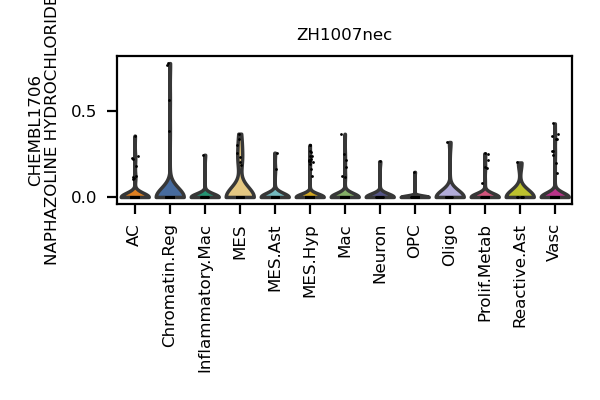 ZH1007nec
CHEMBL1706
NAPHAZOLINE HYDROCHLORIDE
0.5
0.0
AC
Chromatin.Reg
Inflammatory.Mac
MES
MES.Ast
MES.Hyp
Mac
Neuron
OPC
Oligo
Prolif.Metab
Reactive.Ast
Vasc